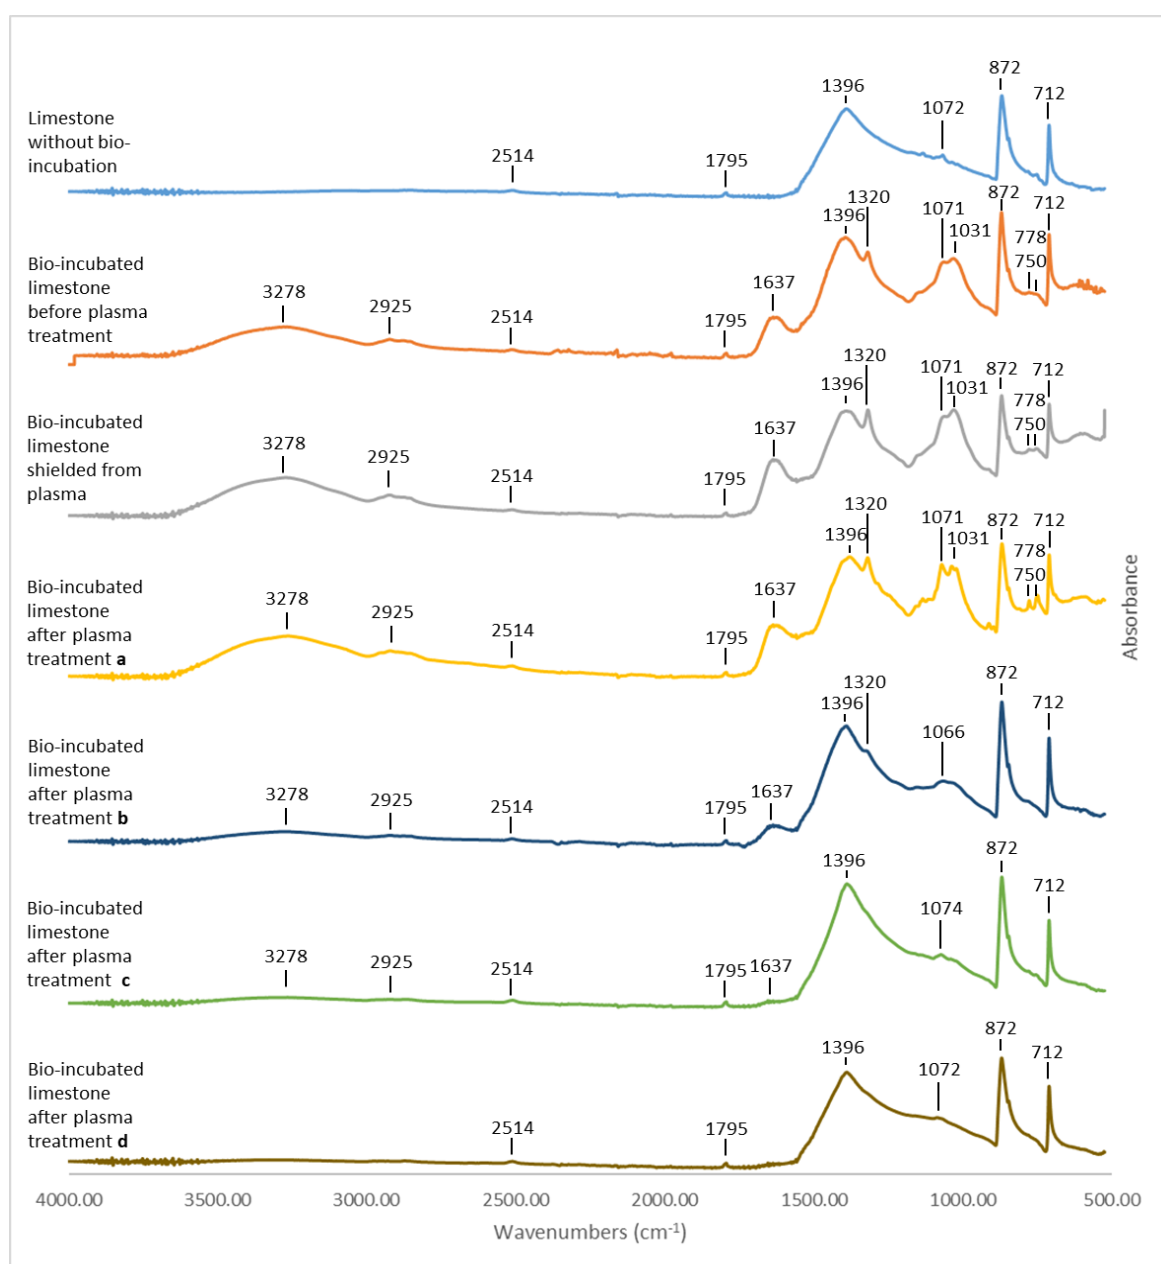 872
1396
712
1072
Limestone
without bio-
incubation
2514
1795
872
1320
712
1396
1071
1031
778
Bio-incubated
limestone
before plasma
treatment
750
1637
3278
2925
2514
1795
1320
1071
872
712
1396
1031
778
Bio-incubated
limestone
shielded from
plasma
750
1637
3278
2925
2514
1795
1320
1071
872
712
1396
1031
778
Bio-incubated
limestone
after plasma
treatment a
750
1637
3278
2925
2514
1795
Absorbance
872
1320
712
1396
1066
Bio-incubated
limestone
after plasma
treatment b
1637
3278
2925
2514
1795
872
1396
712
1074
Bio-incubated
limestone
after plasma
treatment c
3278
2925
2514
1795
1637
872
1396
712
1072
Bio-incubated
limestone
after plasma
treatment d
2514
1795
4000.00 3500.00 3000.00 2500.00 2000.00 1500.00 1000.00 500.00
Wavenumbers (cm-1)